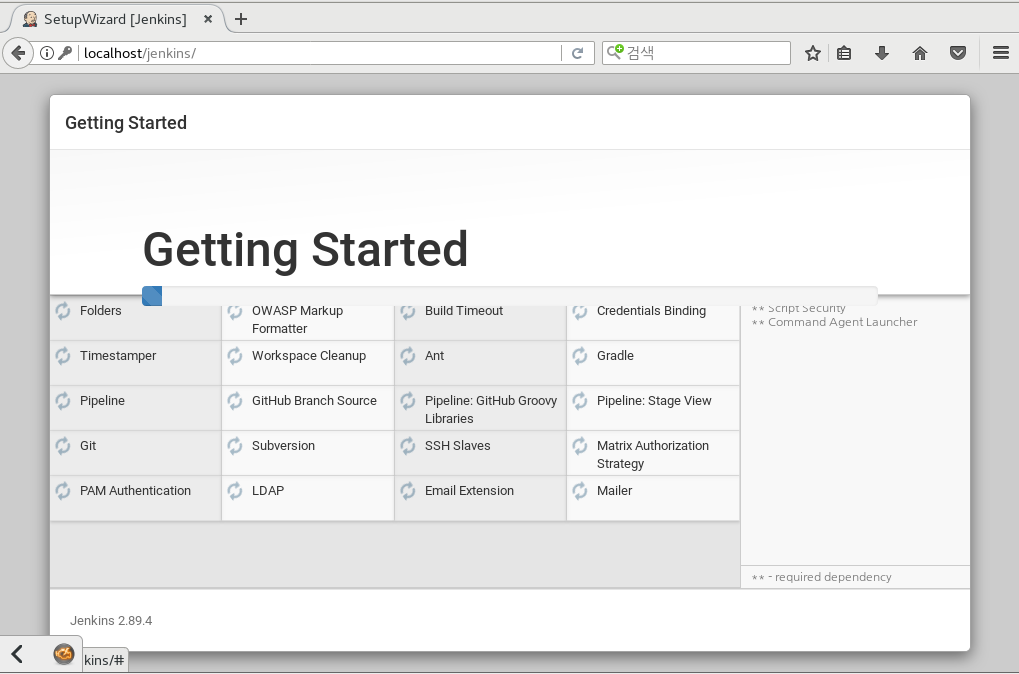 SetupWizard [Jenkins]
localhost/jenkins/
검색
Getting Started
Getting Started
Folders
OWASP Markup
Formatter
Build Timeout
Credentials Binding
** Script Security
** Command Agent Launcher
Timestamper
Workspace Cleanup
Ant
Gradle
Pipeline
GitHub Branch Source
Pipeline: GitHub Groovy
Libraries
Pipeline: Stage View
Git
Subversion
SSH Slaves
Matrix Authorization
Strategy
PAM Authentication
LDAP
Email Extension
Mailer
** - required dependency
Jenkins 2.89.4
kins/#